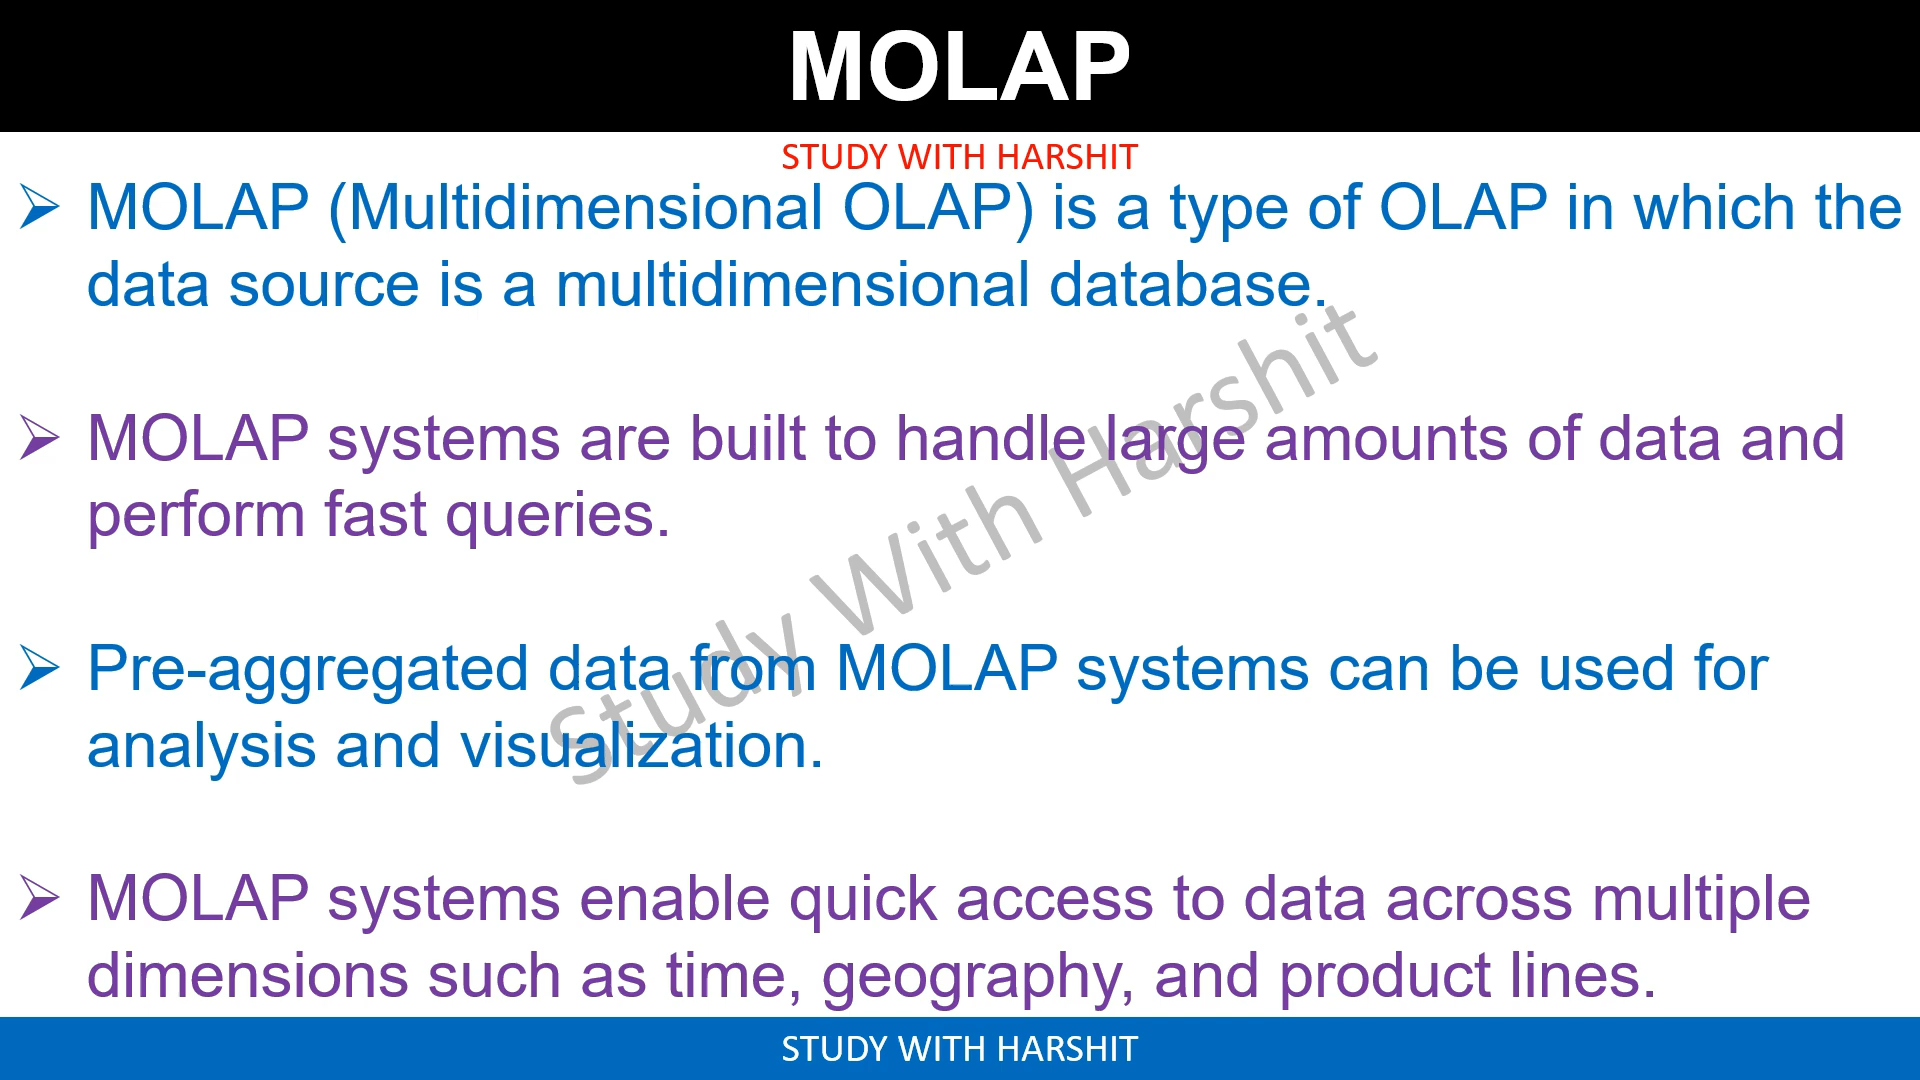 MOLAP
STUDY WITH HARSHIT
➢ MOLAP (Multidimensional OLAP) is a type of OLAP in which the
data source is a multidimensional database.
➢ MOLAP systems are built to handle large amounts of data and
perform fast queries.
➢ Pre-aggregated data from MOLAP systems can be used for
analysis and visualization.
➢ MOLAP systems enable quick access to data across multiple
dimensions such as time, geography, and product lines.
Study With Harshit
STUDY WITH HARSHIT